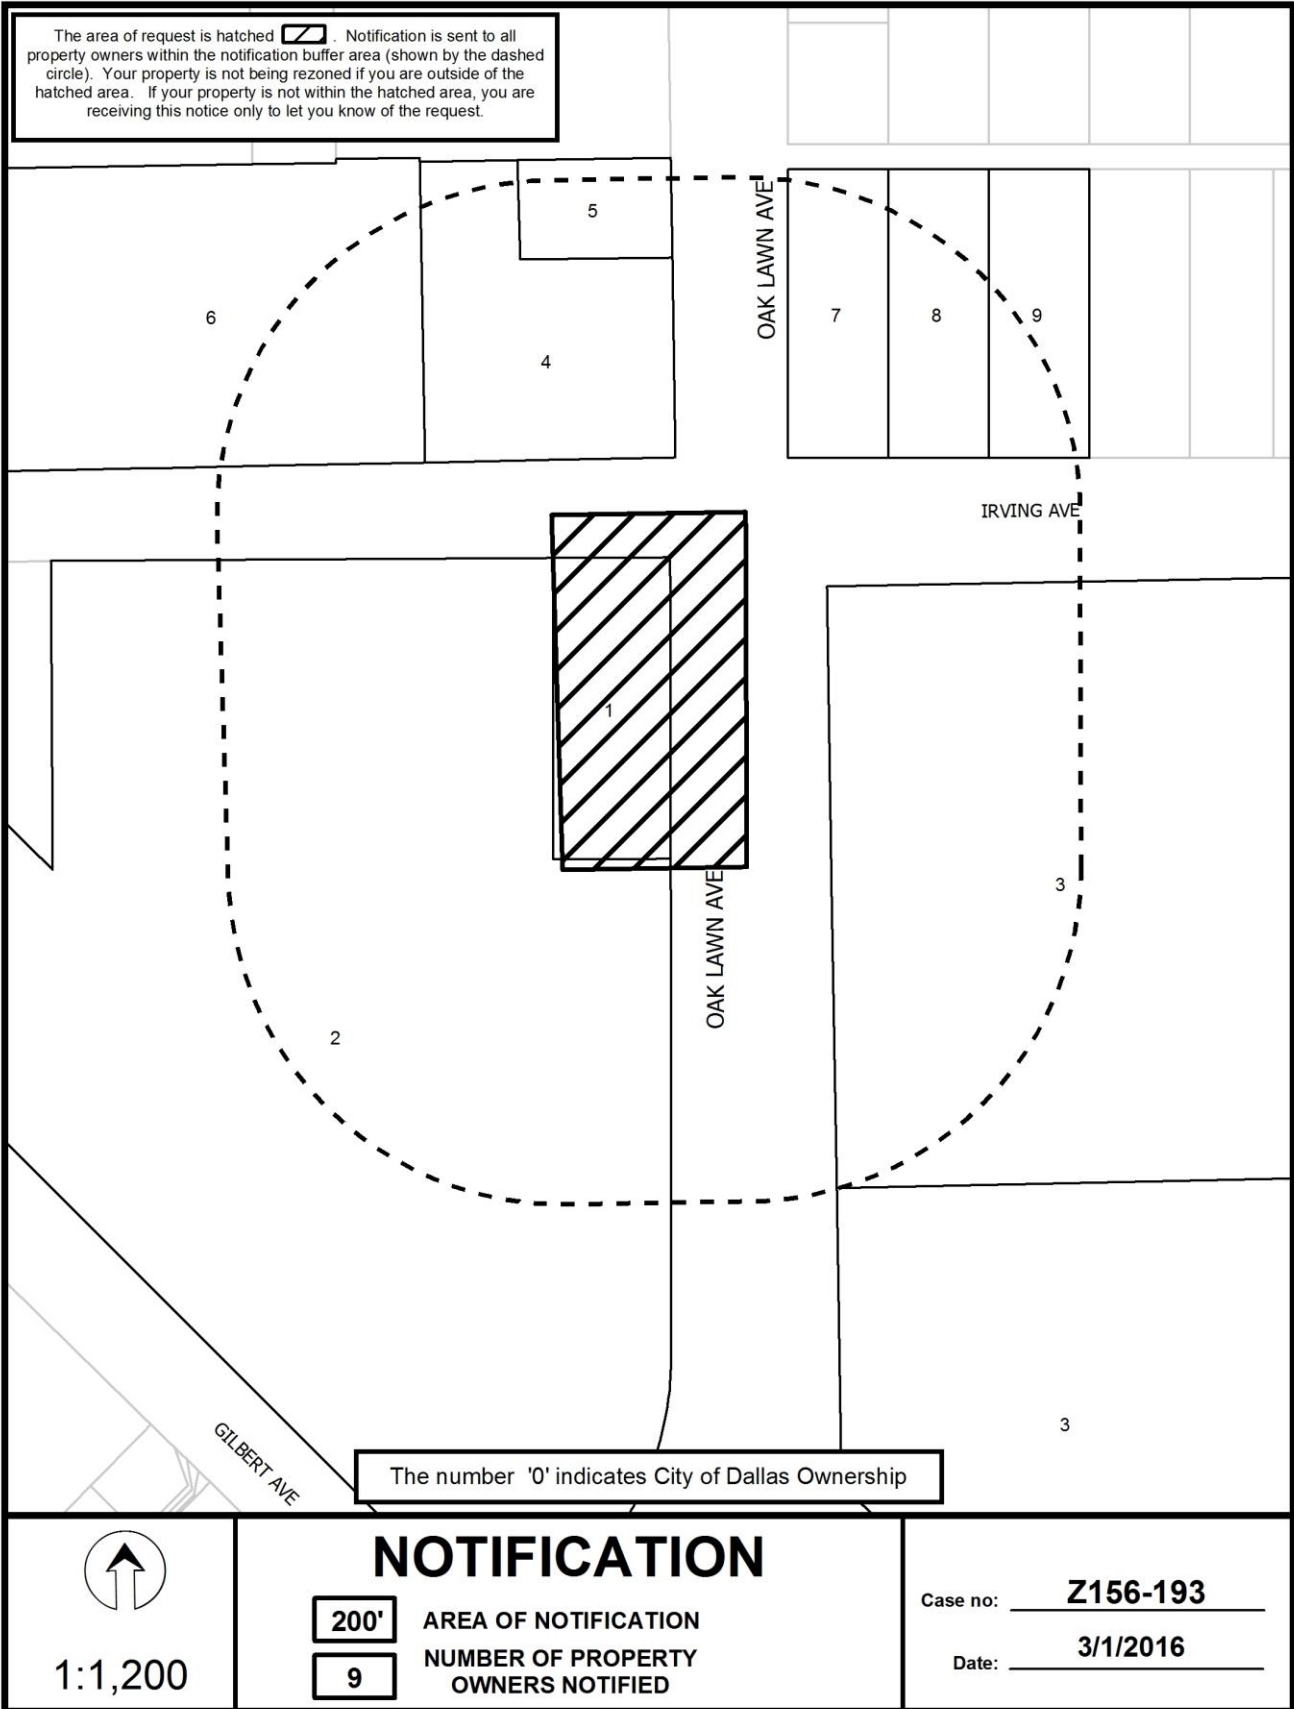 The area of request is hatched . Notification is sent to all
property owners within the notification buffer area (shown by the dashed
circle). Your property is not being rezoned if you are outside of the
hatched area. If your property is not within the hatched area, you are
receiving this notice only to let you know of the request.
5
OAK LAWN AVE
6
7
8
9
4
IRVING AVE
1
3
OAK LAWN AVE
2
3
GILBERT AVE
The number '0' indicates City of Dallas Ownership
1:1,200
NOTIFICATION
200' AREA OF NOTIFICATION
9 NUMBER OF PROPERTY
OWNERS NOTIFIED
Case no: Z156-193
Date: 3/1/2016